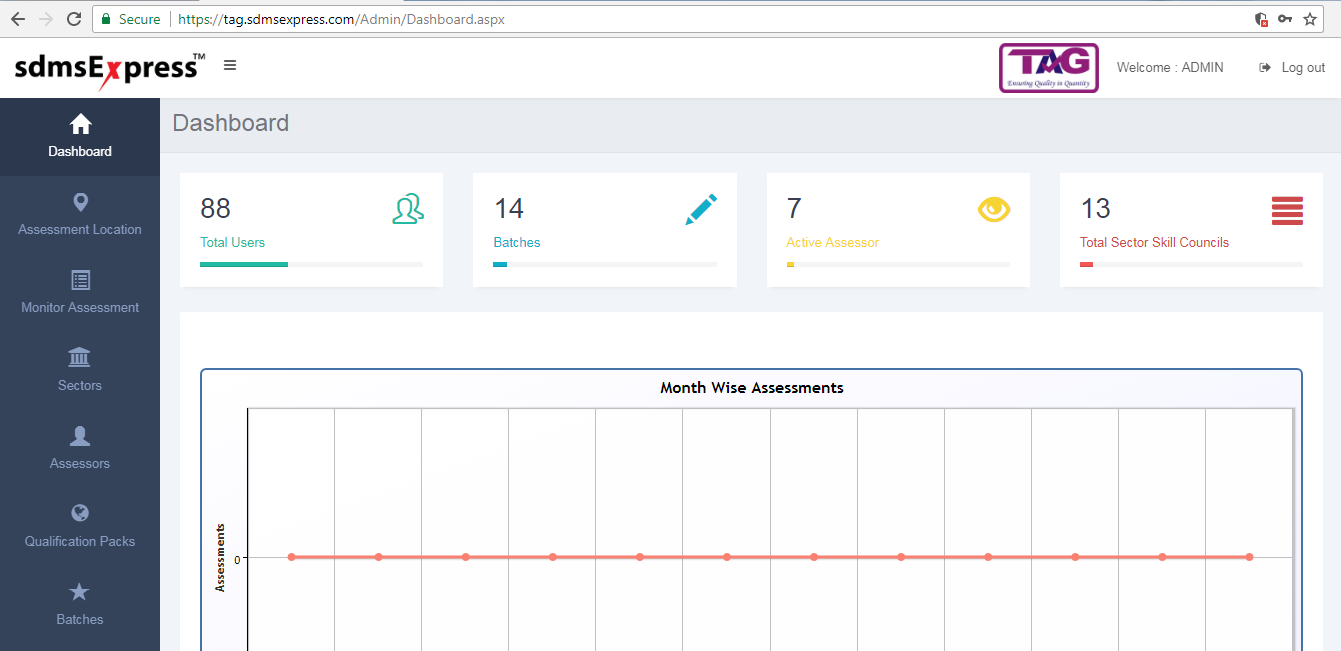 Secure https://tag.sdmsexpress.com/Admin/Dashboard.aspx
sdmsExpress™
TAG
Ensuring Quality in Quantity
Welcome : ADMIN
Log out
Dashboard
Assessment Location
Monitor Assessment
Sectors
Assessors
Qualification Packs
Batches
Dashboard
88
Total Users
14
Batches
7
Active Assessor
13
Total Sector Skill Councils
Month Wise Assessments
Assessments
0